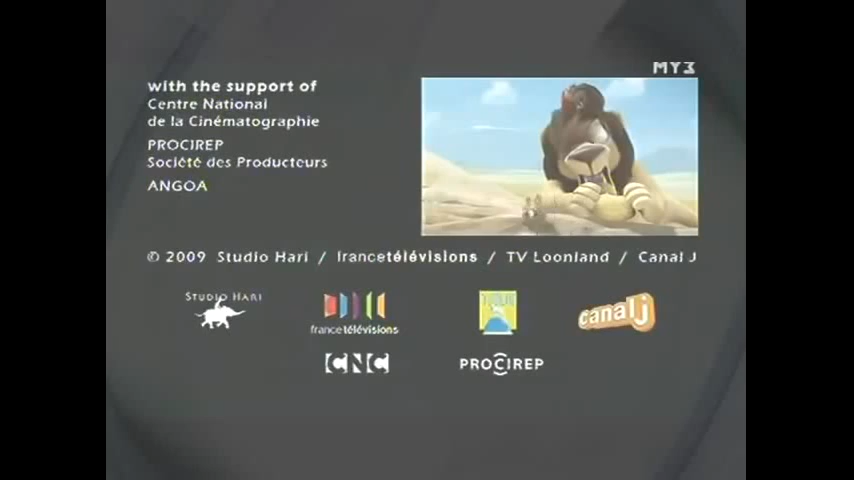 MY3
with the support of
Centre National
de la Cinématographie
PROCIREP
Société des Producteurs
ANGOA
© 2009 Studio Hari / francetélévisions / TV Loonland / Canal J
STUDIO HARI
francetélévisions
canal j
CNC
PROCIREP